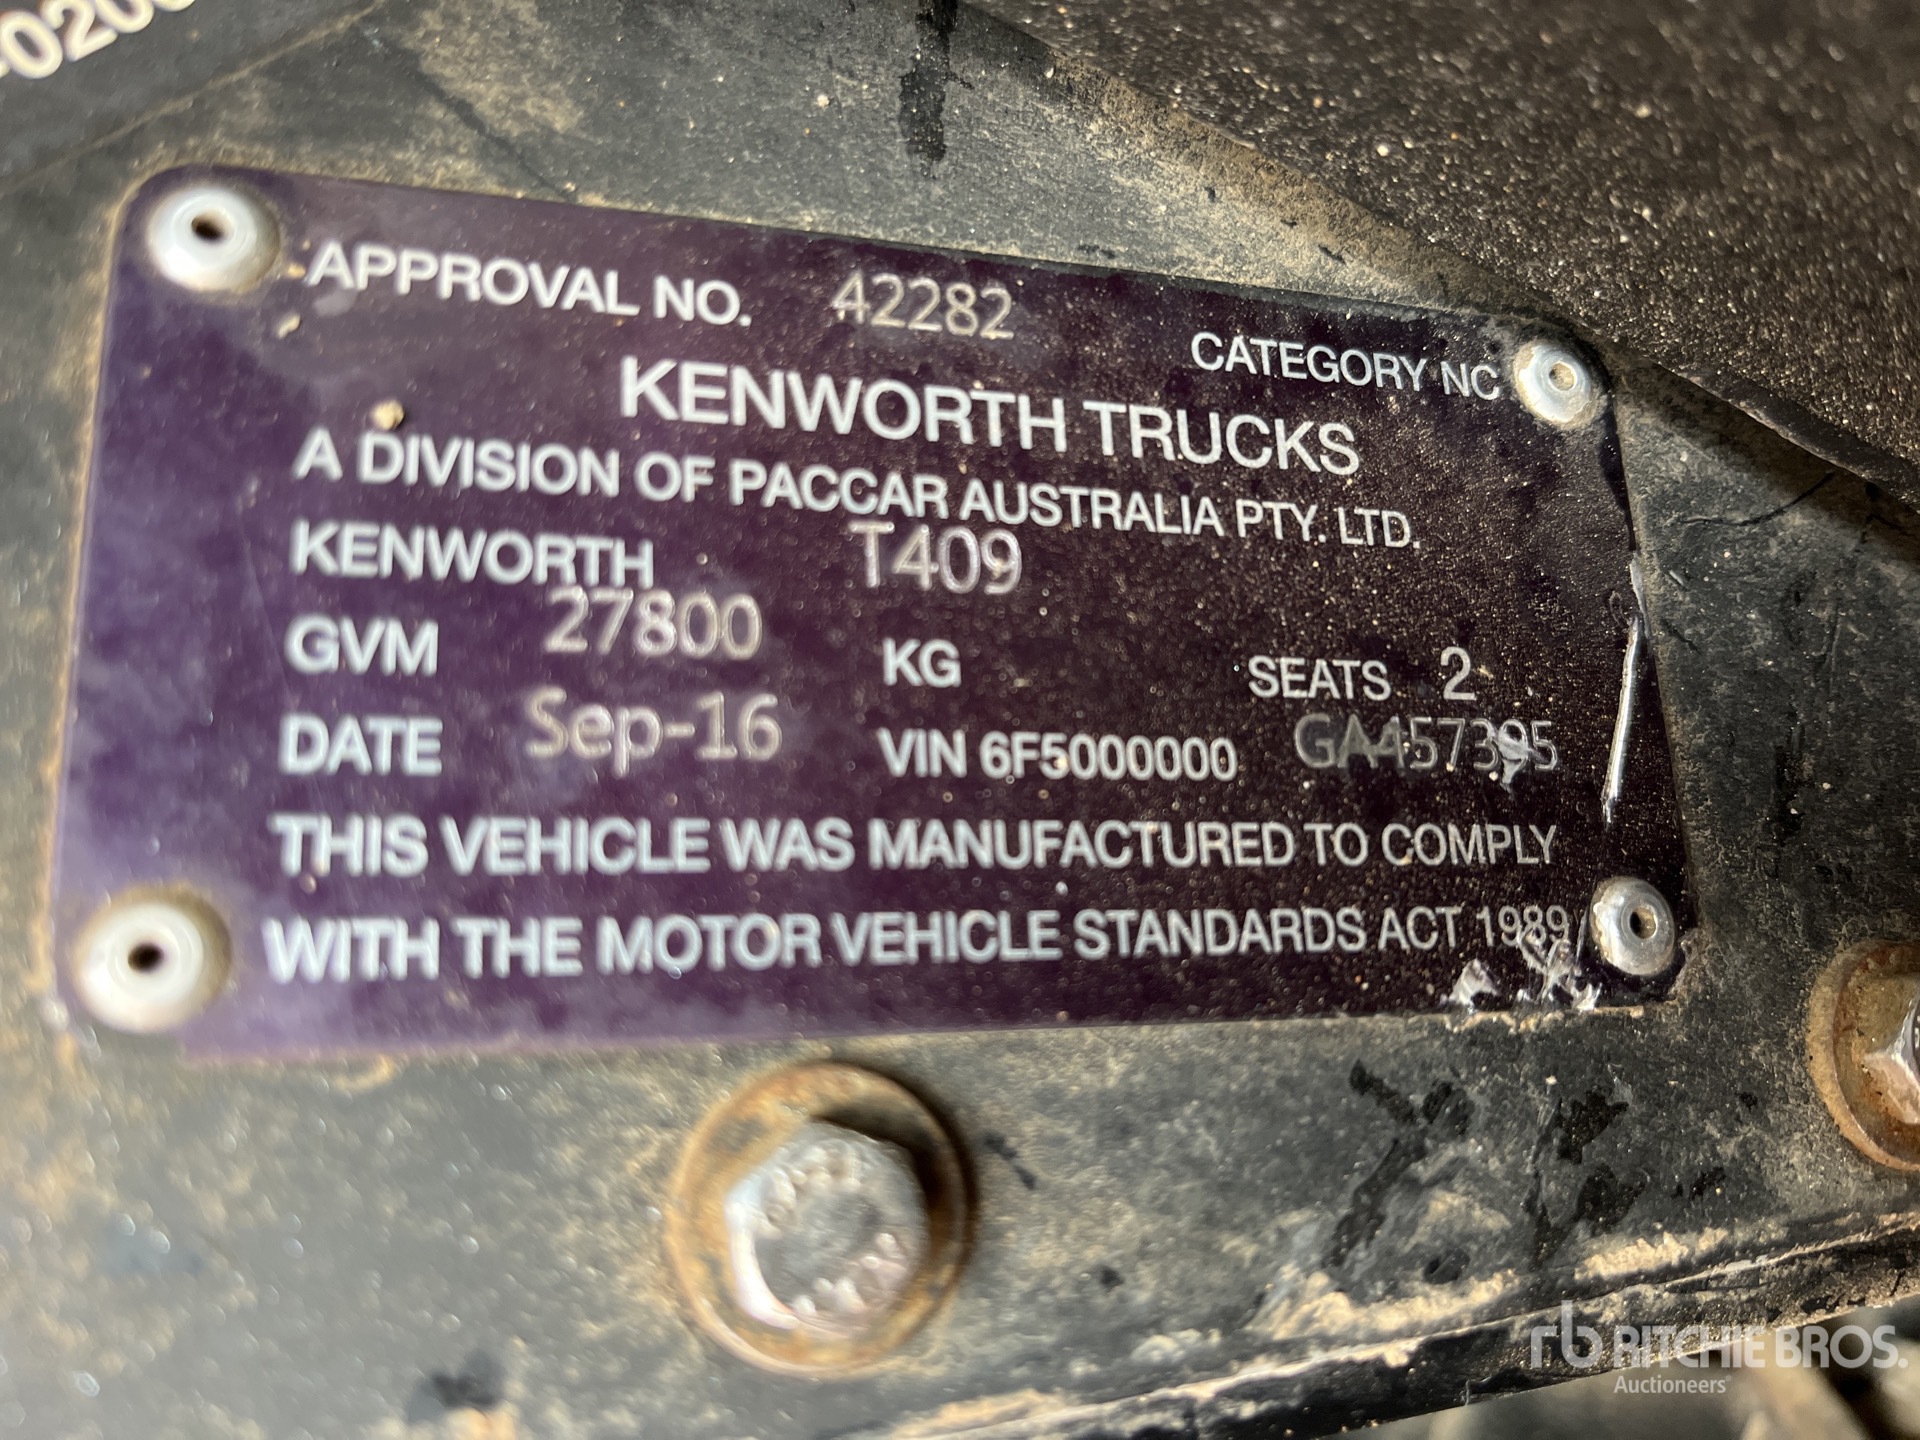 APPROVAL NO. 42282
CATEGORY NC
KENWORTH TRUCKS
A DIVISION OF PACCAR AUSTRALIA PTY. LTD.
KENWORTH T409
GVM 27800 KG SEATS 2
DATE Sep-16 VIN 6F5000000 GA457395
THIS VEHICLE WAS MANUFACTURED TO COMPLY
WITH THE MOTOR VEHICLE STANDARDS ACT 1989
rb RITCHIE BROS.
Auctioneers